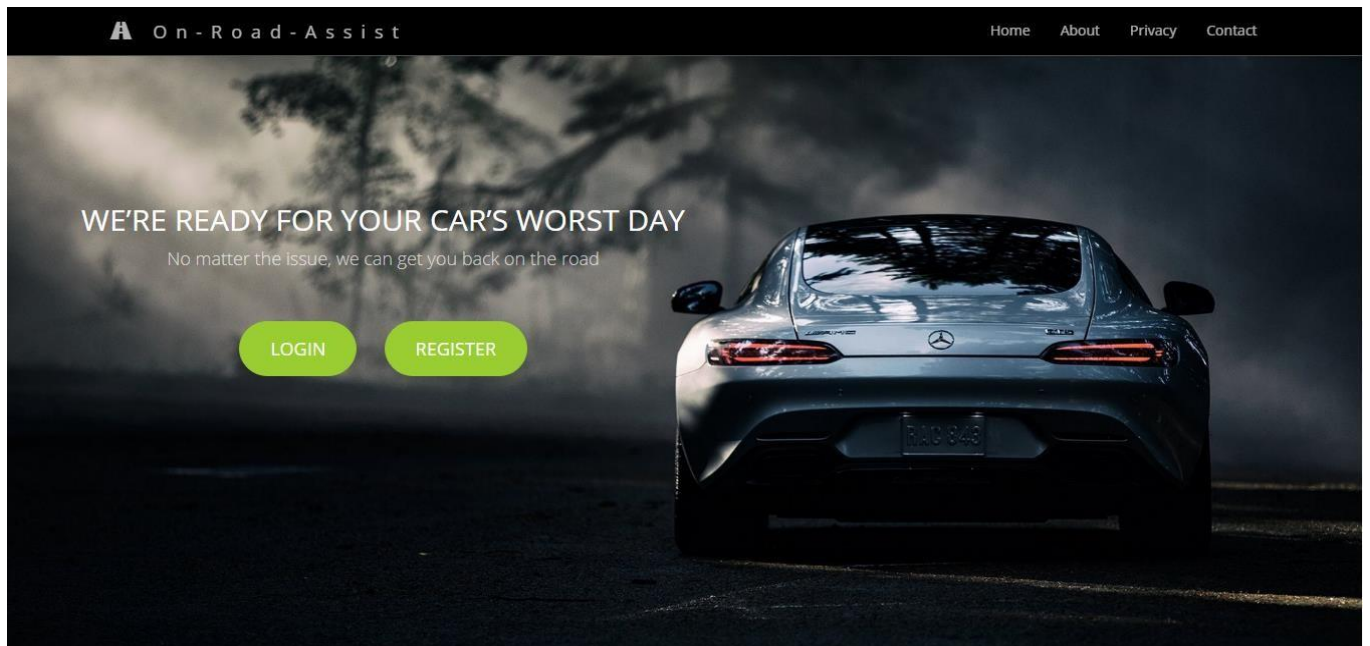 On-Road-Assist
Home About Privacy Contact
WE’RE READY FOR YOUR CAR’S WORST DAY
No matter the issue, we can get you back on the road
LOGIN REGISTER
AMG